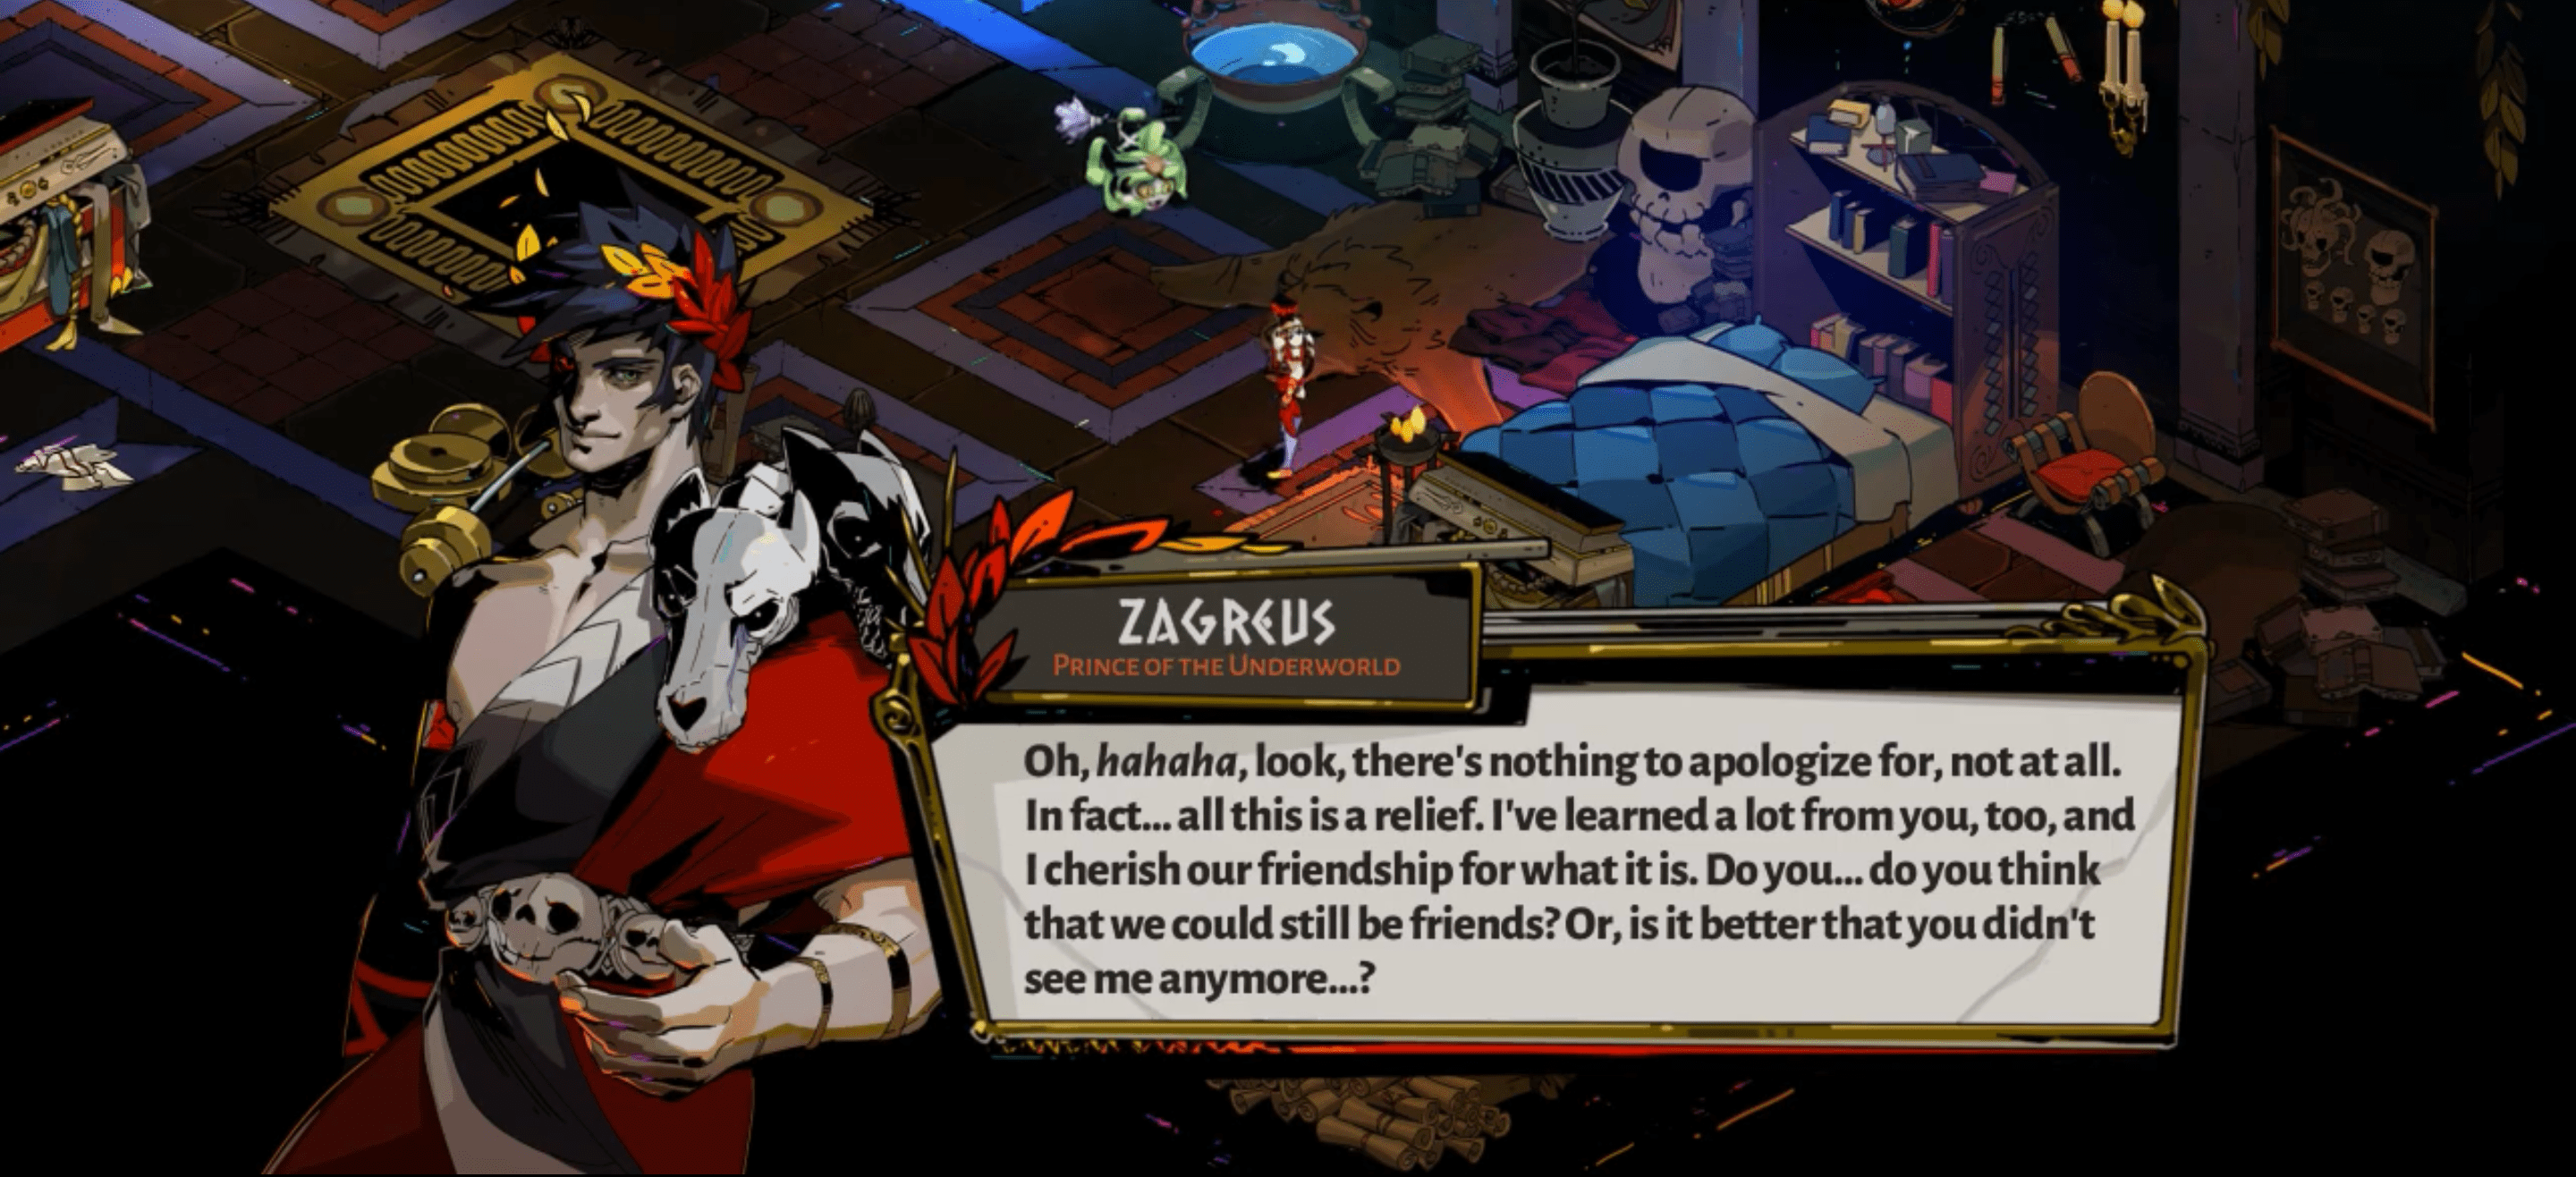 ZAGREUS
PRINCE OF THE UNDERWORLD
Oh, hahaha, look, there's nothing to apologize for, not at all.
In fact... all this is a relief. I've learned a lot from you, too, and
I cherish our friendship for what it is. Do you... do you think
that we could still be friends? Or, is it better that you didn't
see me anymore...?